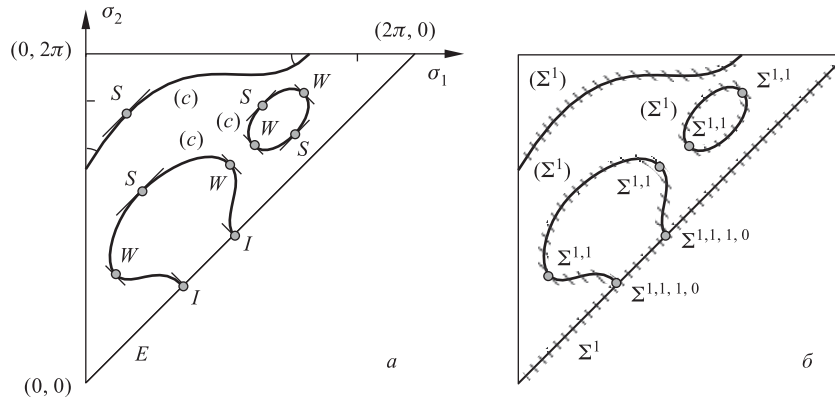 σ₂
(2π, 0)
(0, 2π)
σ₁
S
(c)
S
W
(c)
W
S
(c)
S
W
W
I
I
E
(0, 0)
а
(Σ¹)
Σ¹,¹
(Σ¹)
Σ¹,¹
(Σ¹)
Σ¹,¹
Σ¹,¹
Σ¹,¹,¹,⁰
Σ¹,¹,¹,⁰
Σ¹
б